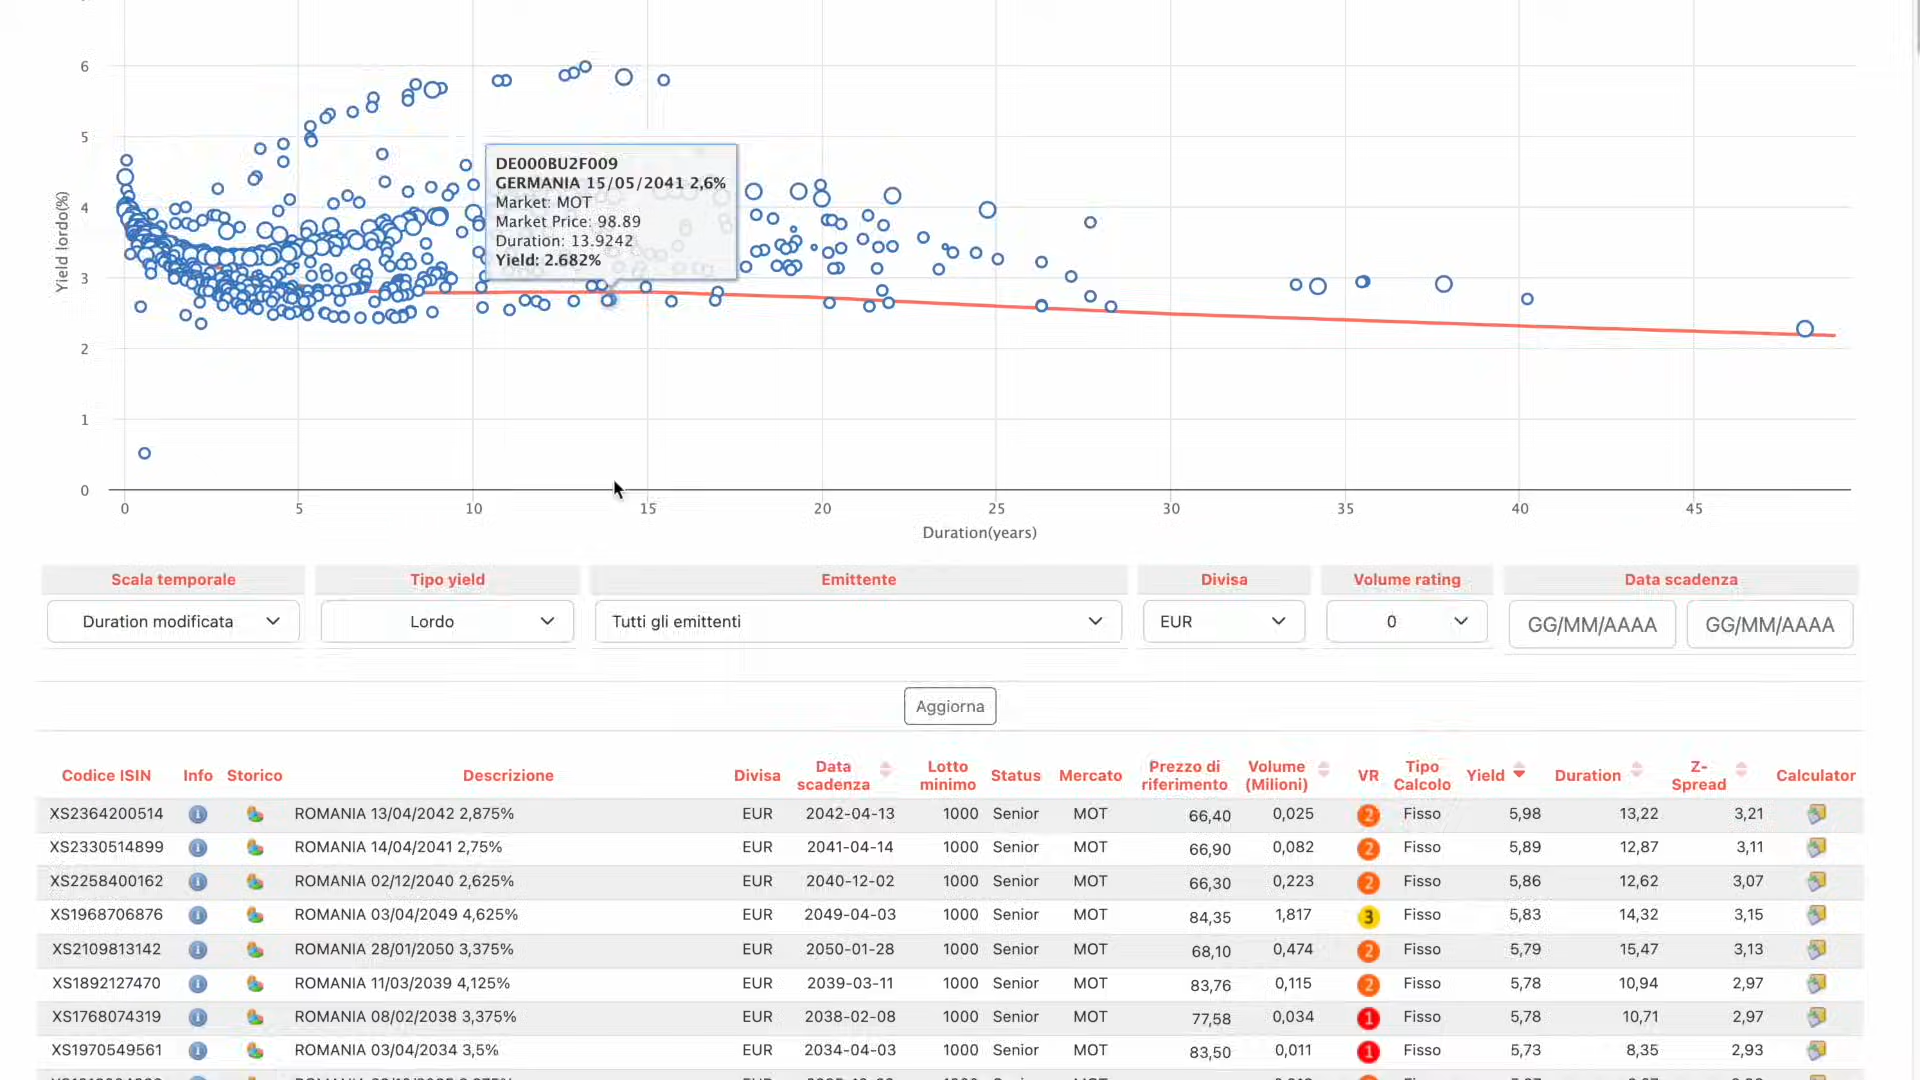 6
5
4
3
2
1
0
Yield lordo(%)
DE000BU2F009
GERMANIA 15/05/2041 2,6%
Market: MOT
Market Price: 98.89
Duration: 13.9242
Yield: 2.682%
0 5 10 15 20 25 30 35 40 45
Duration(years)
Scala temporale Tipo yield Emittente Divisa Volume rating Data scadenza
Duration modificata Lordo Tutti gli emittenti EUR 0 GG/MM/AAAA GG/MM/AAAA
Aggiorna
Codice ISIN Info Storico Descrizione Divisa Data scadenza Lotto minimo Status Mercato Prezzo di riferimento Volume (Milioni) VR Tipo Calcolo Yield Duration Z-Spread Calculator
XS2364200514 ROMANIA 13/04/2042 2,875% EUR 2042-04-13 1000 Senior MOT 66,40 0,025 2 Fisso 5,98 13,22 3,21
XS2330514899 ROMANIA 14/04/2041 2,75% EUR 2041-04-14 1000 Senior MOT 66,90 0,082 2 Fisso 5,89 12,87 3,11
XS2258400162 ROMANIA 02/12/2040 2,625% EUR 2040-12-02 1000 Senior MOT 66,30 0,223 2 Fisso 5,86 12,62 3,07
XS1968706876 ROMANIA 03/04/2049 4,625% EUR 2049-04-03 1000 Senior MOT 84,35 1,817 3 Fisso 5,83 14,32 3,15
XS2109813142 ROMANIA 28/01/2050 3,375% EUR 2050-01-28 1000 Senior MOT 68,10 0,474 2 Fisso 5,79 15,47 3,13
XS1892127470 ROMANIA 11/03/2039 4,125% EUR 2039-03-11 1000 Senior MOT 83,76 0,115 2 Fisso 5,78 10,94 2,97
XS1768074319 ROMANIA 08/02/2038 3,375% EUR 2038-02-08 1000 Senior MOT 77,58 0,034 1 Fisso 5,78 10,71 2,97
XS1970549561 ROMANIA 03/04/2034 3,5% EUR 2034-04-03 1000 Senior MOT 83,50 0,011 1 Fisso 5,73 8,35 2,93